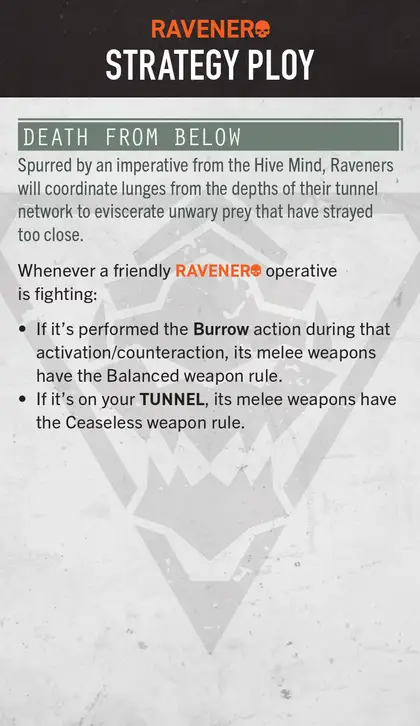 RAVENER
STRATEGY PLOY
DEATH FROM BELOW
Spurred by an imperative from the Hive Mind, Raveners
will coordinate lunges from the depths of their tunnel
network to eviscerate unwary prey that have strayed
too close.
Whenever a friendly RAVENER operative
is fighting:
• If it’s performed the Burrow action during that
activation/counteraction, its melee weapons
have the Balanced weapon rule.
• If it’s on your TUNNEL, its melee weapons have
the Ceaseless weapon rule.